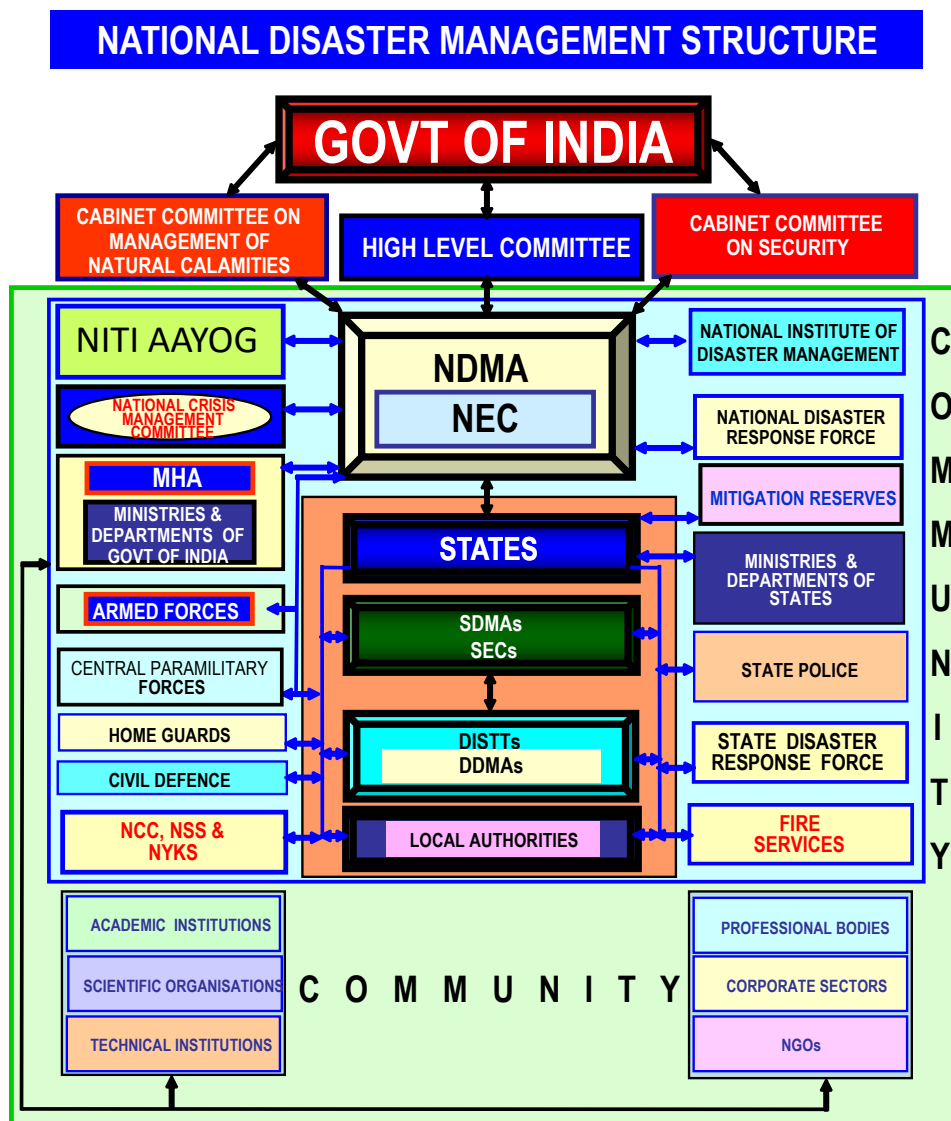 NATIONAL DISASTER MANAGEMENT STRUCTURE
GOVT OF INDIA
CABINET COMMITTEE ON
MANAGEMENT OF
NATURAL CALAMITIES
HIGH LEVEL COMMITTEE
CABINET COMMITTEE
ON SECURITY
NITI AAYOG
NATIONAL CRISIS
MANAGEMENT
COMMITTEE
MHA
MINISTRIES &
DEPARTMENTS OF
GOVT OF INDIA
ARMED FORCES
CENTRAL PARAMILITARY
FORCES
HOME GUARDS
CIVIL DEFENCE
NCC, NSS &
NYKS
NDMA
NEC
STATES
SDMAs
SECs
DISTTs
DDMAs
LOCAL AUTHORITIES
NATIONAL INSTITUTE OF
DISASTER MANAGEMENT
NATIONAL DISASTER
RESPONSE FORCE
MITIGATION RESERVES
MINISTRIES &
DEPARTMENTS OF
STATES
STATE POLICE
STATE DISASTER
RESPONSE FORCE
FIRE
SERVICES
C
O
M
M
U
N
I
T
Y
ACADEMIC INSTITUTIONS
SCIENTIFIC ORGANISATIONS
TECHNICAL INSTITUTIONS
C O M M U N I T Y
PROFESSIONAL BODIES
CORPORATE SECTORS
NGOs